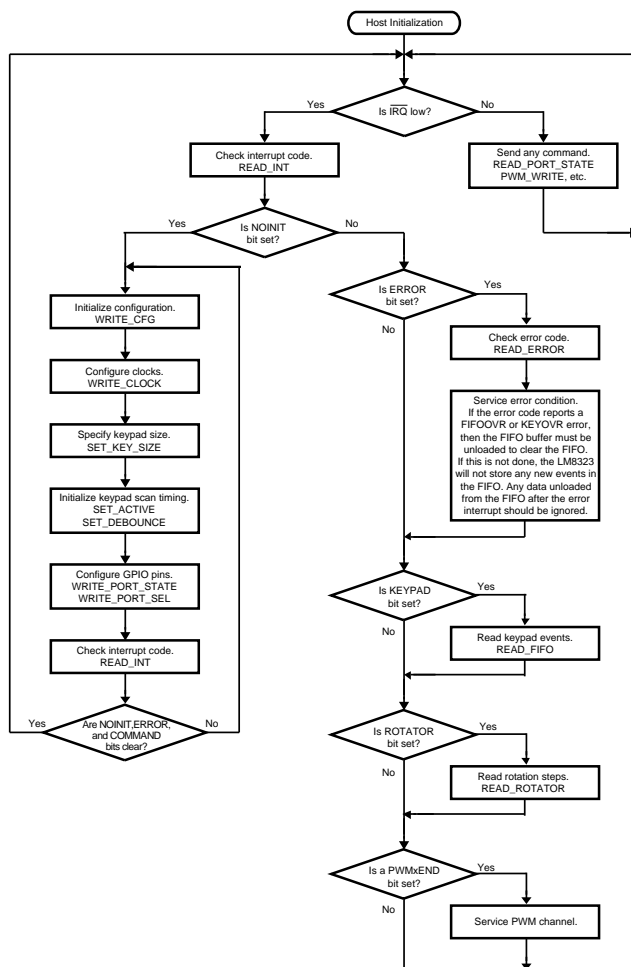 Host Initialization
Is IRQ low?
Yes
No
Check interrupt code.
READ_INT
Send any command.
READ_PORT_STATE
PWM_WRITE, etc.
Is NOINIT
bit set?
Yes
No
Is ERROR
bit set?
Yes
No
Initialize configuration.
WRITE_CFG
Check error code.
READ_ERROR
Configure clocks.
WRITE_CLOCK
Service error condition.
If the error code reports a
FIFOOVR or KEYOVR error,
then the FIFO buffer must be
unloaded to clear the FIFO.
If this is not done, the LM8323
will not store any new events in
the FIFO. Any data unloaded
from the FIFO after the error
interrupt should be ignored.
Specify keypad size.
SET_KEY_SIZE
Initialize keypad scan timing.
SET_ACTIVE
SET_DEBOUNCE
Configure GPIO pins.
WRITE_PORT_STATE
WRITE_PORT_SEL
Is KEYPAD
bit set?
Yes
No
Check interrupt code.
READ_INT
Read keypad events.
READ_FIFO
Are NOINIT,ERROR,
and COMMAND
bits clear?
Yes
No
Is ROTATOR
bit set?
Yes
No
Read rotation steps.
READ_ROTATOR
Is a PWMxEND
bit set?
Yes
No
Service PWM channel.